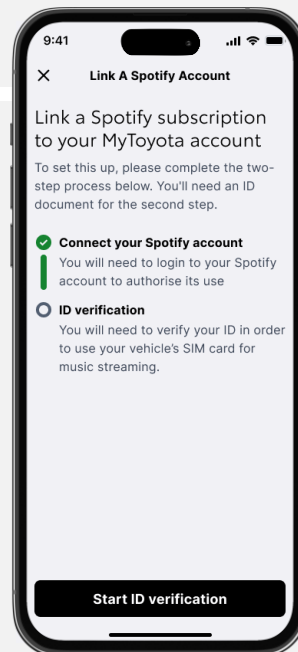 9:41
Link A Spotify Account
Link a Spotify subscription
to your MyToyota account
To set this up, please complete the two-
step process below. You'll need an ID
document for the second step.
Connect your Spotify account
You will need to login to your Spotify
account to authorise its use
ID verification
You will need to verify your ID in order
to use your vehicle's SIM card for
music streaming.
Start ID verification